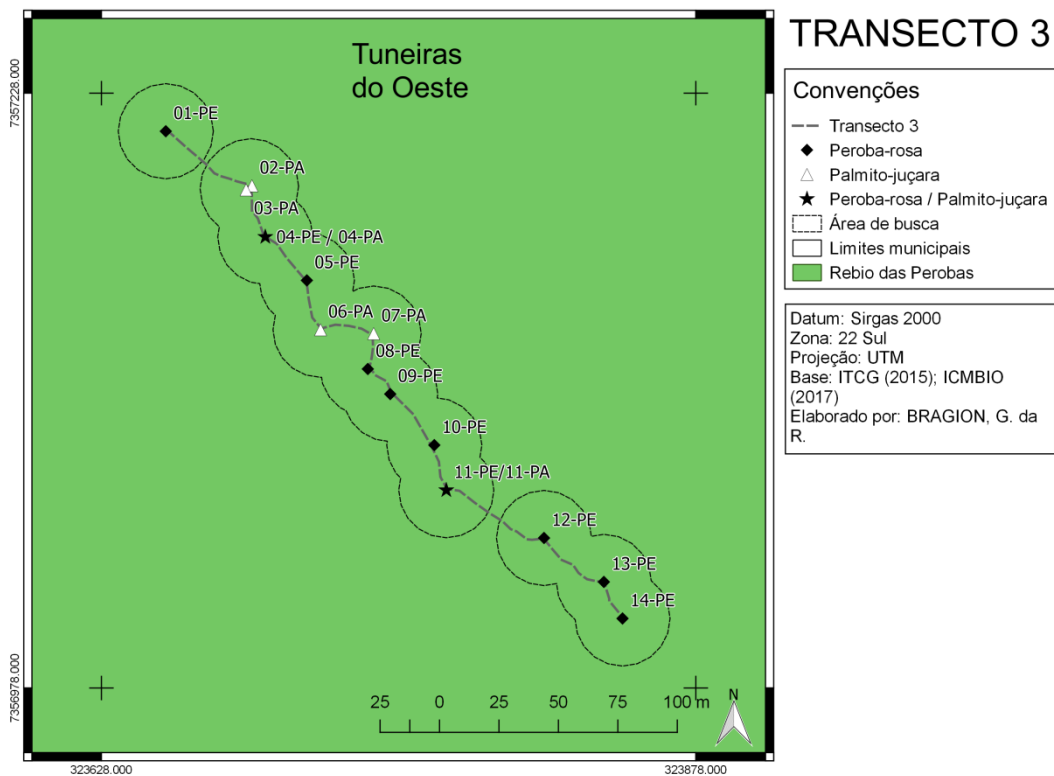 TRANSECTO 3
Tuneiras
do Oeste
7357228.000
01-PE
02-PA
03-PA
04-PE / 04-PA
05-PE
06-PA
07-PA
08-PE
09-PE
10-PE
11-PE/11-PA
12-PE
13-PE
14-PE
7356978.000
25 0 25 50 75 100 m
N
323628.000
323878.000
Convenções
Transecto 3
Peroba-rosa
Palmito-juçara
Peroba-rosa / Palmito-juçara
Área de busca
Limites municipais
Rebio das Perobas
Datum: Sirgas 2000
Zona: 22 Sul
Projeção: UTM
Base: ITCG (2015); ICMBIO
(2017)
Elaborado por: BRAGION, G. da
R.